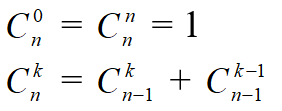 C_n^0 = C_n^n = 1
C_n^k = C_{n-1}^k + C_{n-1}^{k-1}